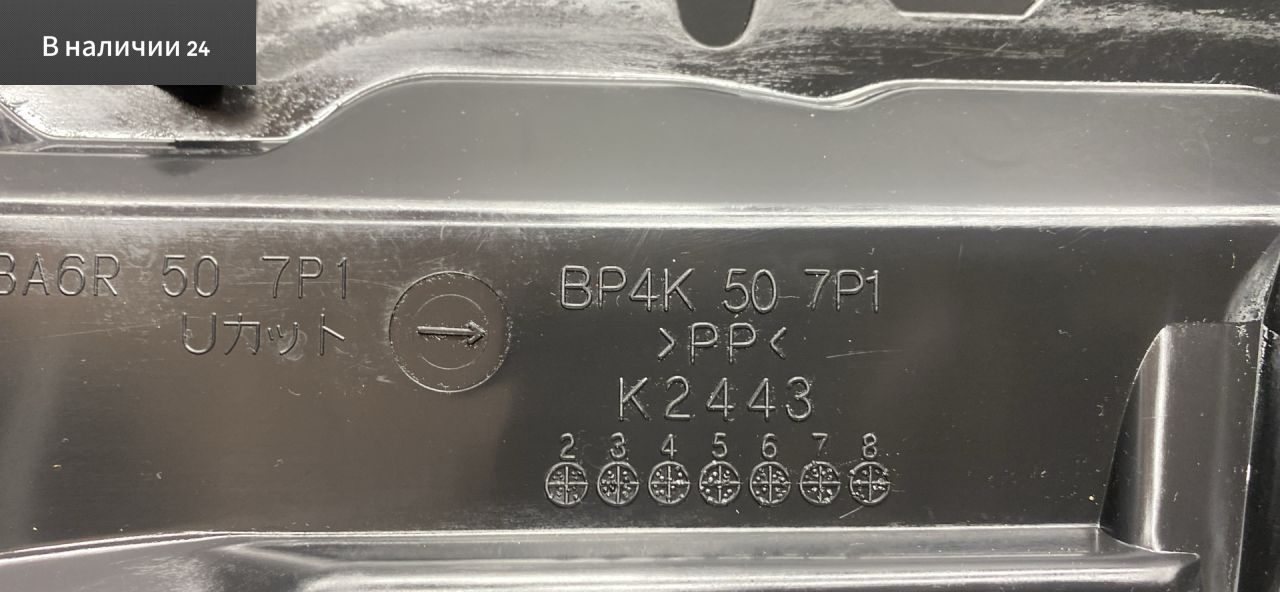 В наличии 24
BA6R 50 7P1
Uカット
BP4K 50 7P1
>PP<
K2443
2 3 4 5 6 7 8